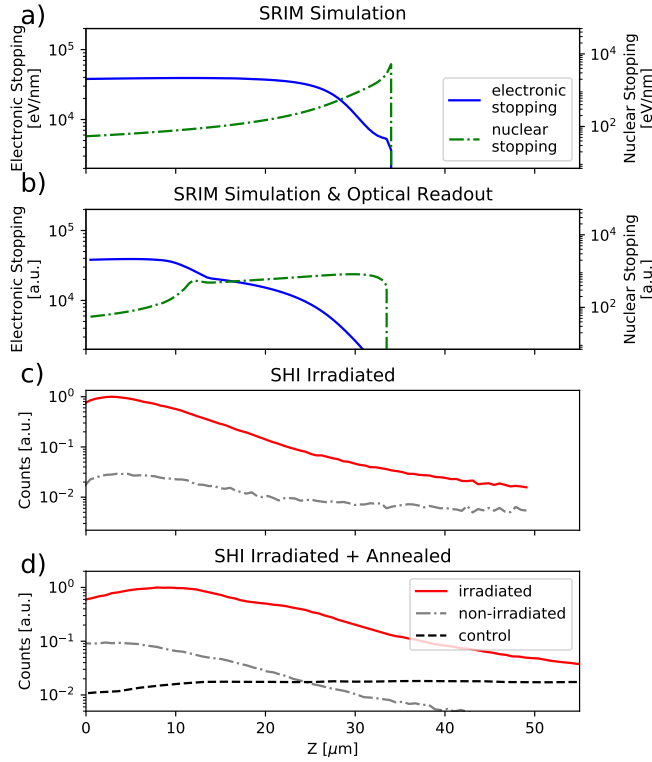 a)
SRIM Simulation
Electronic Stopping
[eV/nm]
10^5
10^4
10^4
10^2
Nuclear Stopping
[eV/nm]
electronic
stopping
nuclear
stopping
b)
SRIM Simulation & Optical Readout
Electronic Stopping
[a.u.]
10^5
10^4
10^4
10^2
Nuclear Stopping
[a.u.]
c)
SHI Irradiated
Counts [a.u.]
10^0
10^−1
10^−2
d)
SHI Irradiated + Annealed
Counts [a.u.]
10^0
10^−1
10^−2
irradiated
non-irradiated
control
0 10 20 30 40 50
Z [μm]